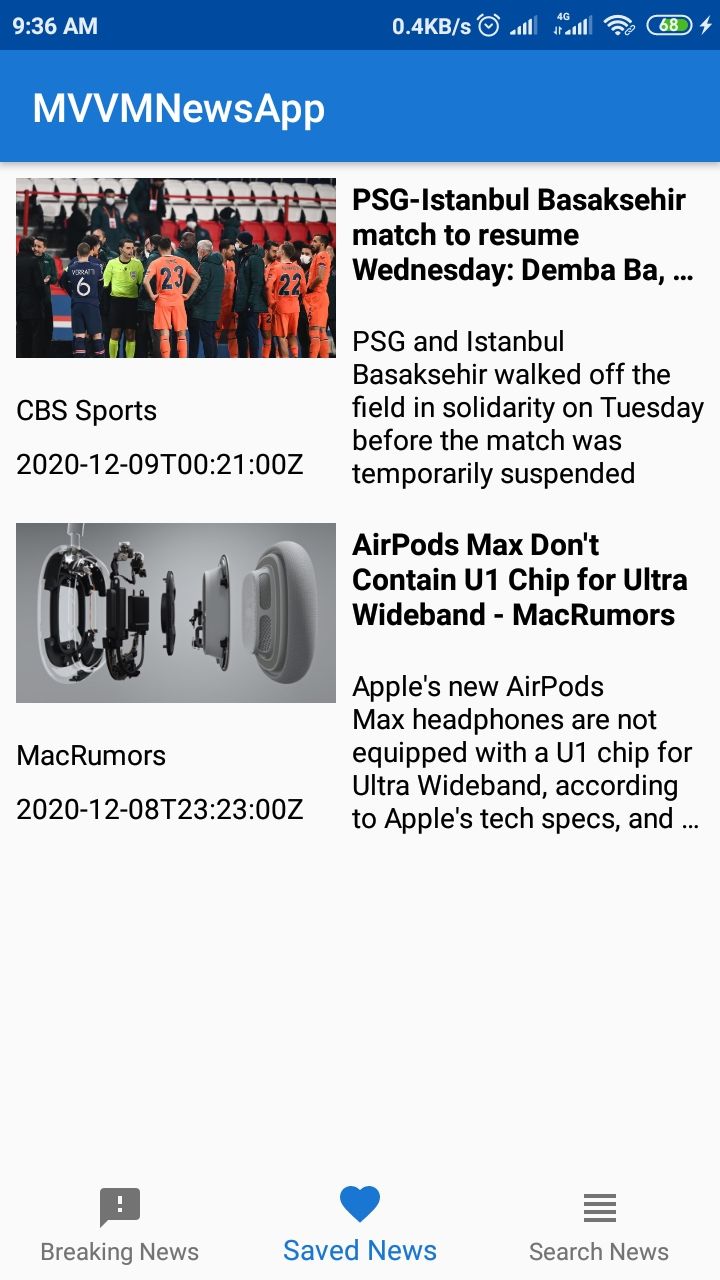 9:36 AM 0.4KB/s 4G 68
MVVMNewsApp
VERRATTI
6
23
22
PSG-Istanbul Basaksehir
match to resume
Wednesday: Demba Ba, …
PSG and Istanbul
Basaksehir walked off the
field in solidarity on Tuesday
before the match was
temporarily suspended
CBS Sports
2020-12-09T00:21:00Z
AirPods Max Don't
Contain U1 Chip for Ultra
Wideband - MacRumors
Apple's new AirPods
Max headphones are not
equipped with a U1 chip for
Ultra Wideband, according
to Apple's tech specs, and …
MacRumors
2020-12-08T23:23:00Z
Breaking News
Saved News
Search News